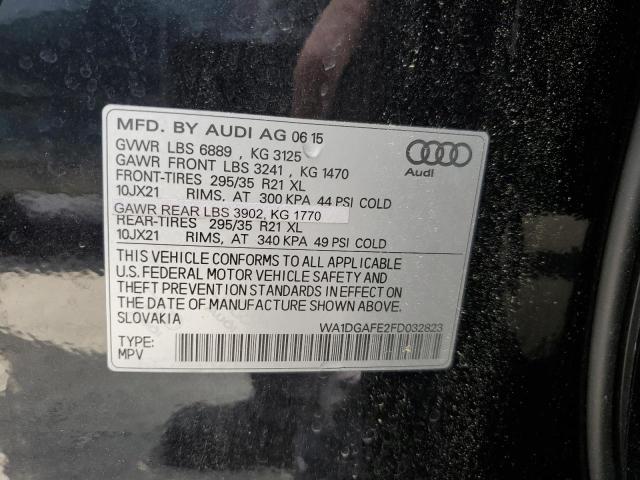 MFD. BY AUDI AG 06 15
GVWR LBS 6889 , KG 3125
GAWR FRONT LBS 3241 , KG 1470
FRONT-TIRES 295/35 R21 XL
10JX21 RIMS, AT 300 KPA 44 PSI COLD
GAWR REAR LBS 3902, KG 1770
REAR-TIRES 295/35 R21 XL
10JX21 RIMS, AT 340 KPA 49 PSI COLD
Audi
THIS VEHICLE CONFORMS TO ALL APPLICABLE
U.S. FEDERAL MOTOR VEHICLE SAFETY AND
THEFT PREVENTION STANDARDS IN EFFECT ON
THE DATE OF MANUFACTURE SHOWN ABOVE.
SLOVAKIA
WA1DGAFE2FD032823
TYPE:
MPV